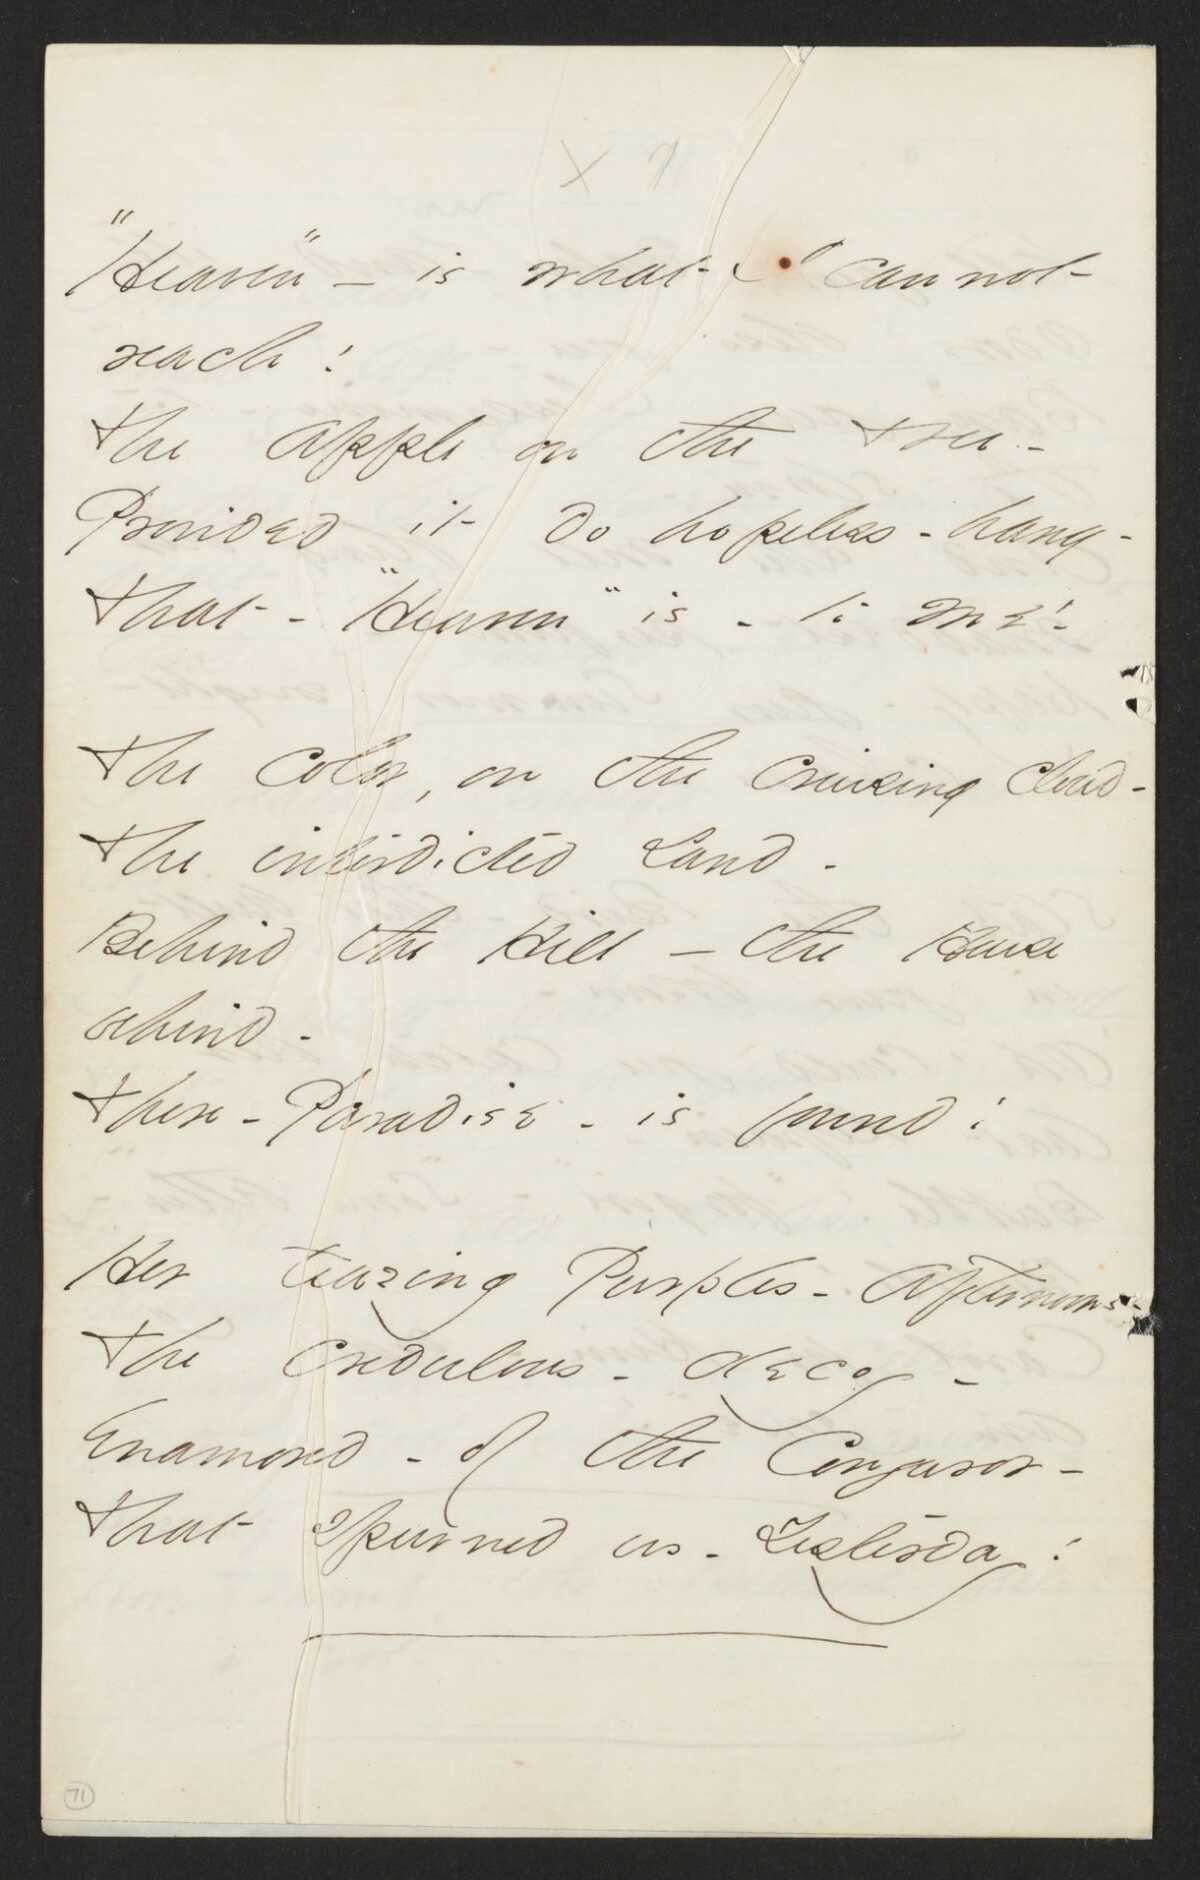 X
"Heaven" – is what I cannot
reach!
The Apple on the tree –
Provided it do hopeless – hang –
That – "Heaven" is – to me!
The Color, on the cruising cloud –
The interdicted Land –
Behind the Hill – the House
behind –
There – Paradise – is found!
Her teazing Purples – Afternoons –
The credulous – decoy –
Enamored – of the Conjuror –
That spurned us – Yesterday!
71